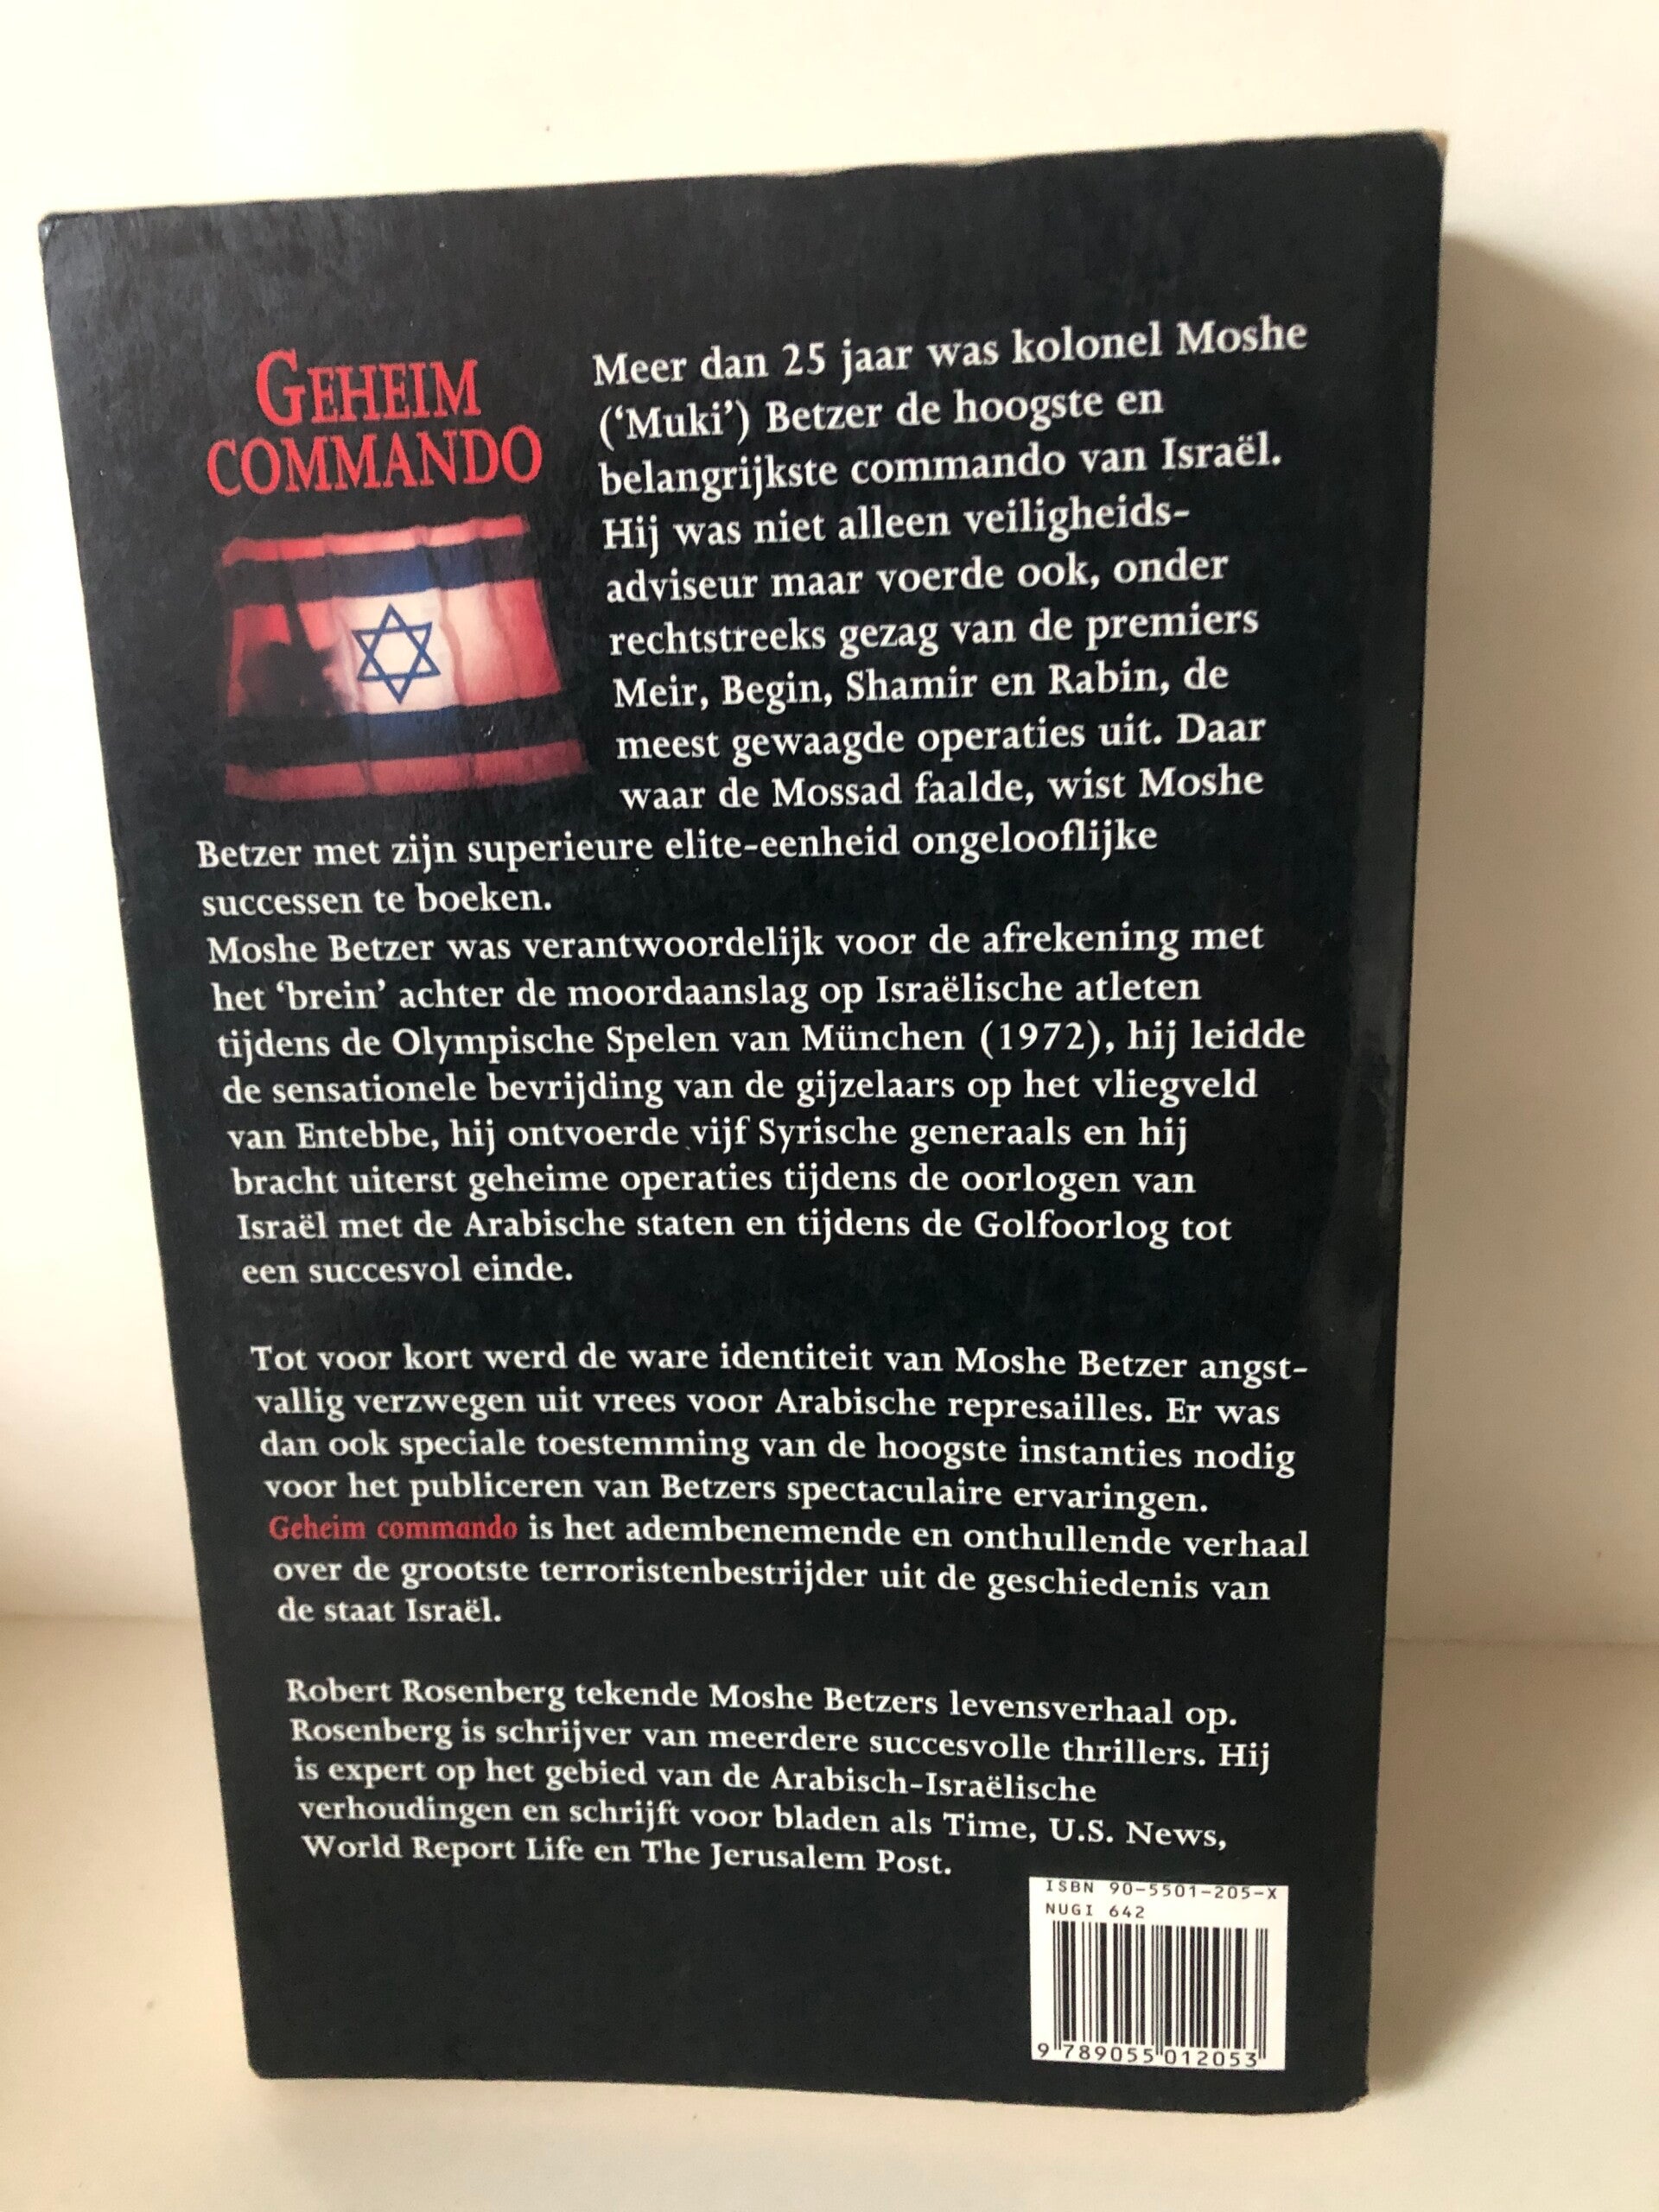 GEHEIM
COMMANDO
Meer dan 25 jaar was kolonel Moshe
(‘Muki’) Betzer de hoogste en
belangrijkste commando van Israël.
Hij was niet alleen veiligheids-
adviseur maar voerde ook, onder
rechtstreeks gezag van de premiers
Meir, Begin, Shamir en Rabin, de
meest gewaagde operaties uit. Daar
waar de Mossad faalde, wist Moshe
Betzer met zijn superieure elite-eenheid ongelooflijke
successen te boeken.
Moshe Betzer was verantwoordelijk voor de afrekening met
het ‘brein’ achter de moordaanslag op Israëlische atleten
tijdens de Olympische Spelen van München (1972), hij leidde
de sensationele bevrijding van de gijzelaars op het vliegveld
van Entebbe, hij ontvoerde vijf Syrische generaals en hij
bracht uiterst geheime operaties tijdens de oorlogen van
Israël met de Arabische staten en tijdens de Golfoorlog tot
een succesvol einde.
Tot voor kort werd de ware identiteit van Moshe Betzer angst-
vallig verzwegen uit vrees voor Arabische represailles. Er was
dan ook speciale toestemming van de hoogste instanties nodig
voor het publiceren van Betzers spectaculaire ervaringen.
Geheim commando is het adembenemende en onthullende verhaal
over de grootste terroristenbestrijder uit de geschiedenis van
de staat Israël.
Robert Rosenberg tekende Moshe Betzers levensverhaal op.
Rosenberg is schrijver van meerdere succesvolle thrillers. Hij
is expert op het gebied van de Arabisch-Israëlische
verhoudingen en schrijft voor bladen als Time, U.S. News,
World Report Life en The Jerusalem Post.
ISBN 90-5501-205-X
NUGI 642
9 789055 012053